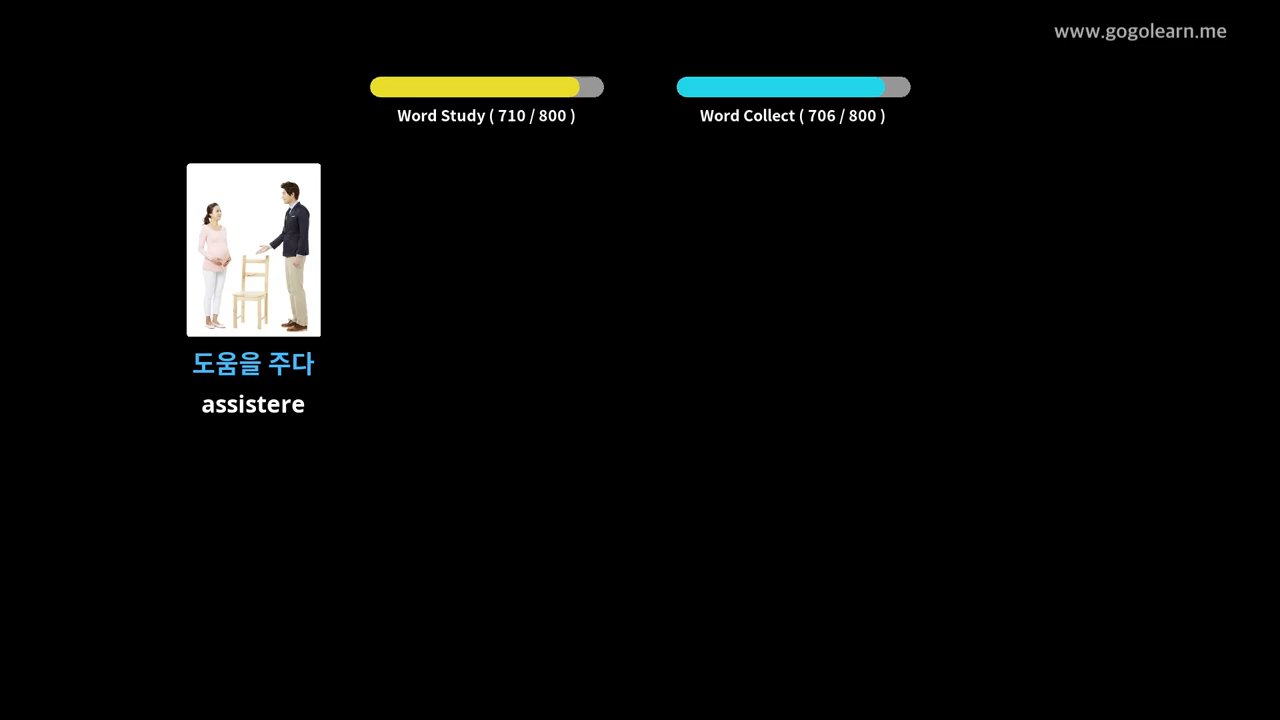 www.gogolearn.me
Word Study ( 710 / 800 )
Word Collect ( 706 / 800 )
도움을 주다
assistere